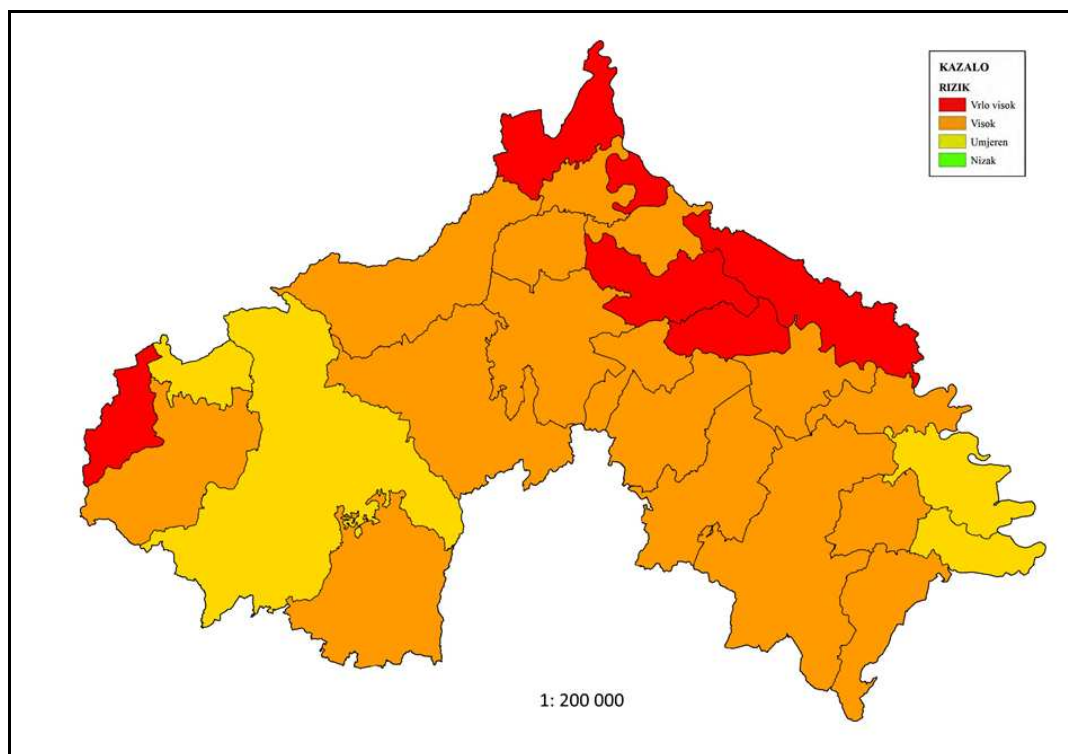 KAZALO
RIZIK
Vrlo visok
Visok
Umjeren
Nizak
1: 200 000